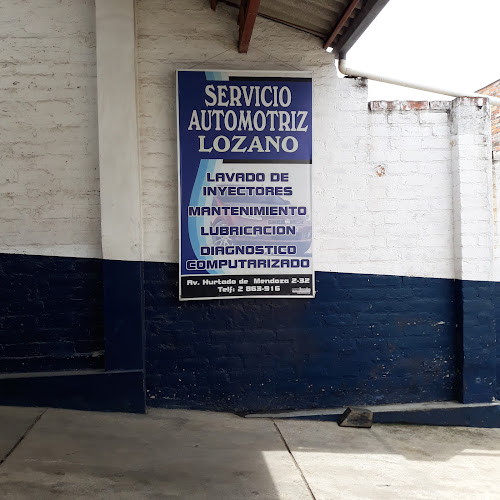 SERVICIO
AUTOMOTRIZ
LOZANO
LAVADO DE
INYECTORES
MANTENIMIENTO
LUBRICACION
DIAGNOSTICO
COMPUTARIZADO
Av. Hurtado de Mendoza 2-32
Telf: 2 863-916